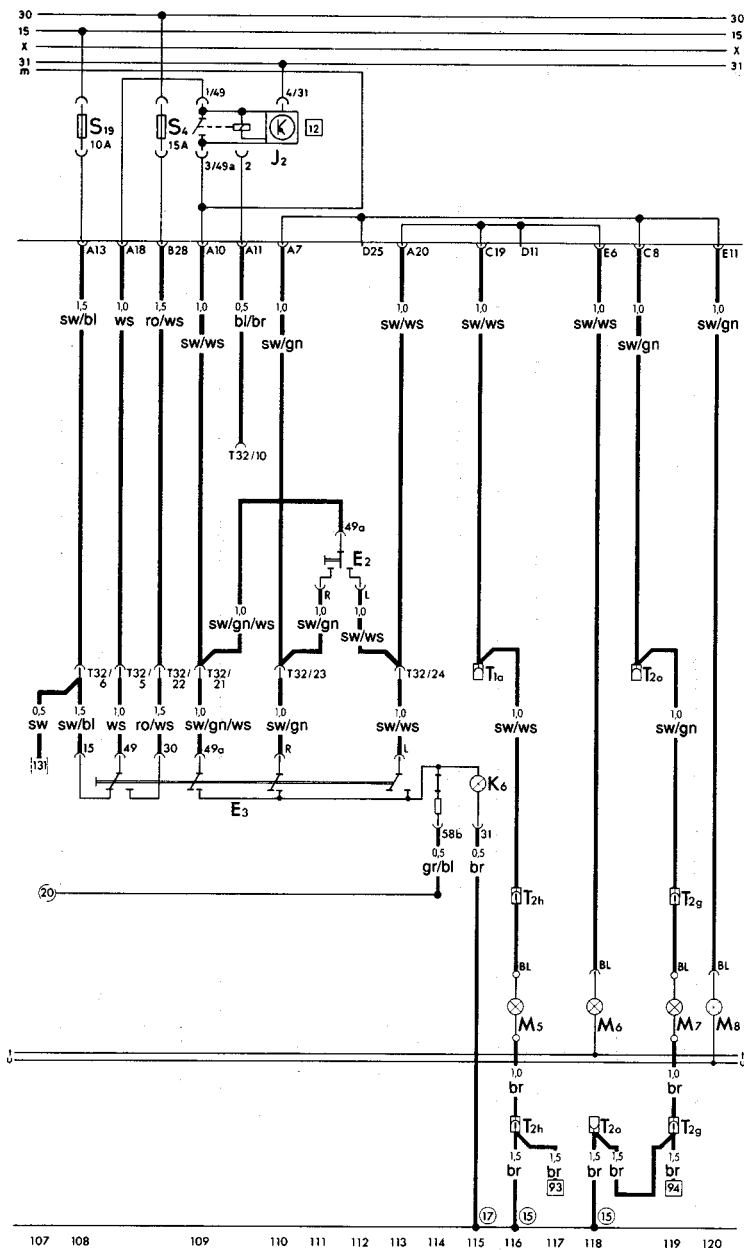 30 30
15 15
X X
31 31
m
1/49 4/31
S19 S4 K 12
10A 15A J2
3/49a 2
A13 A18 B28 A10 A11 A7 D25 A20 C19 D11 E6 C8 E11
1,5 1,0 1,5 1,0 0,5 1,0 1,0 1,0 1,0 1,0 1,0
sw/bl ws ro/ws sw/ws bl/br sw/gn sw/ws sw/ws sw/ws sw/gn sw/gn
T32/10
49a
E2
R L
1,0 1,0 1,0
sw/gn/ws sw/gn sw/ws
T32/6 T32/5 T32/22 T32/21 T32/23 T32/24 T1a T2a
0,5 1,5 1,0 1,5 1,0 1,0 1,0 1,0 1,0
sw sw/bl ws ro/ws sw/gn/ws sw/gn sw/ws sw/ws sw/gn
131 15 49 30 49a R L
K6
E3
58b 31
0,5 0,5
gr/bl br
20 T2h T2g
BL BL BL BL
M5 M6 M7 M8
1,0 1,0
br br
T2h T2a T2g
1,5 1,5 1,5 1,5 1,5
br br br br br
93 94
17 15 15
107 108 109 110 111 112 113 114 115 116 117 118 119 120